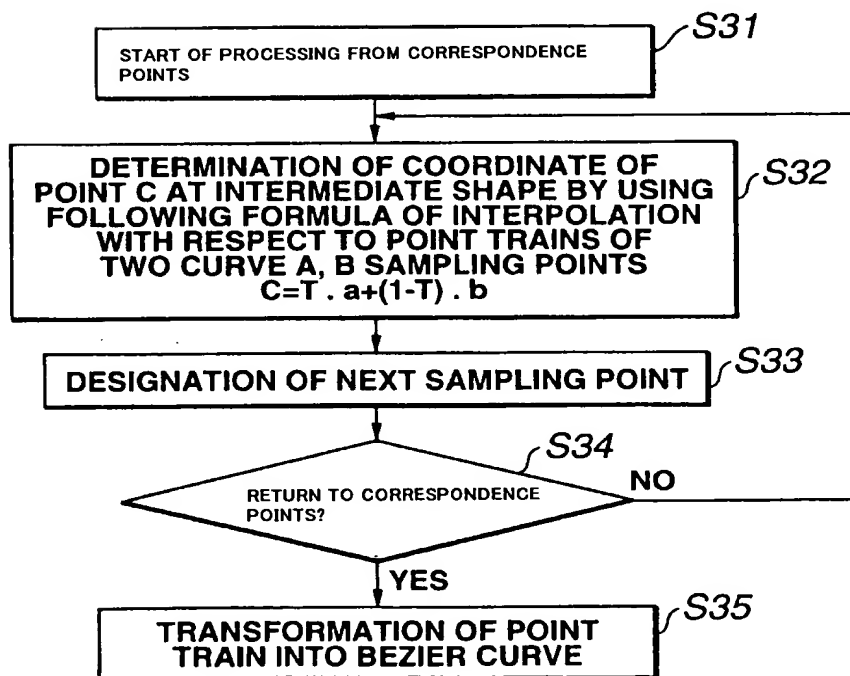 S31
START OF PROCESSING FROM CORRESPONDENCE
POINTS
S32
DETERMINATION OF COORDINATE OF
POINT C AT INTERMEDIATE SHAPE BY USING
FOLLOWING FORMULA OF INTERPOLATION
WITH RESPECT TO POINT TRAINS OF
TWO CURVE A, B SAMPLING POINTS
C=T . a+(1-T) . b
S33
DESIGNATION OF NEXT SAMPLING POINT
S34
RETURN TO CORRESPONDENCE
POINTS?
NO
YES
S35
TRANSFORMATION OF POINT
TRAIN INTO BEZIER CURVE